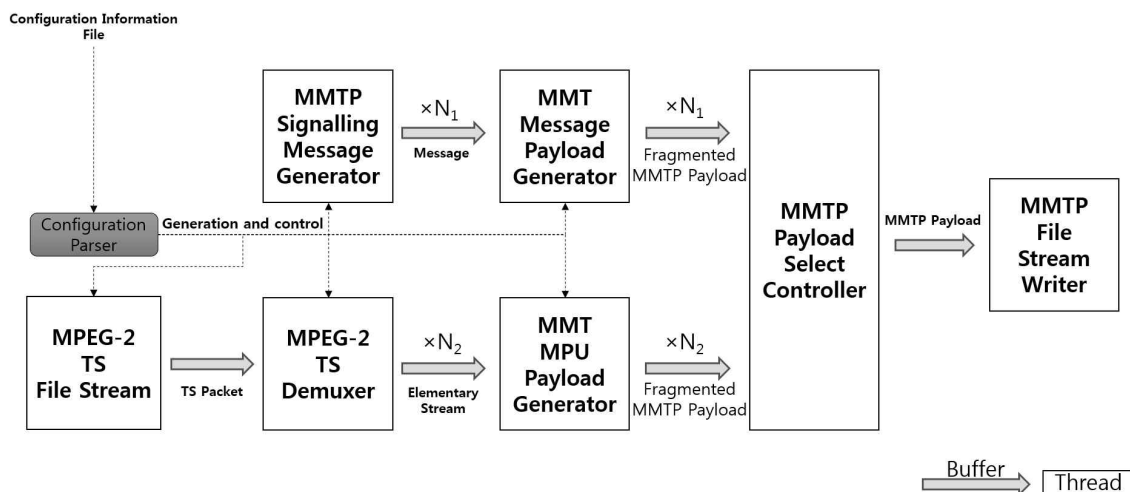 Configuration Information
File
MMTP
Signalling
Message
Generator
×N1
Message
MMT
Message
Payload
Generator
×N1
Fragmented
MMTP Payload
Configuration
Parser
Generation and control
MMTP
Payload
Select
Controller
MMTP Payload
MMTP
File
Stream
Writer
MPEG-2
TS
File Stream
TS Packet
MPEG-2
TS
Demuxer
×N2
Elementary
Stream
MMT
MPU
Payload
Generator
×N2
Fragmented
MMTP Payload
Buffer
Thread